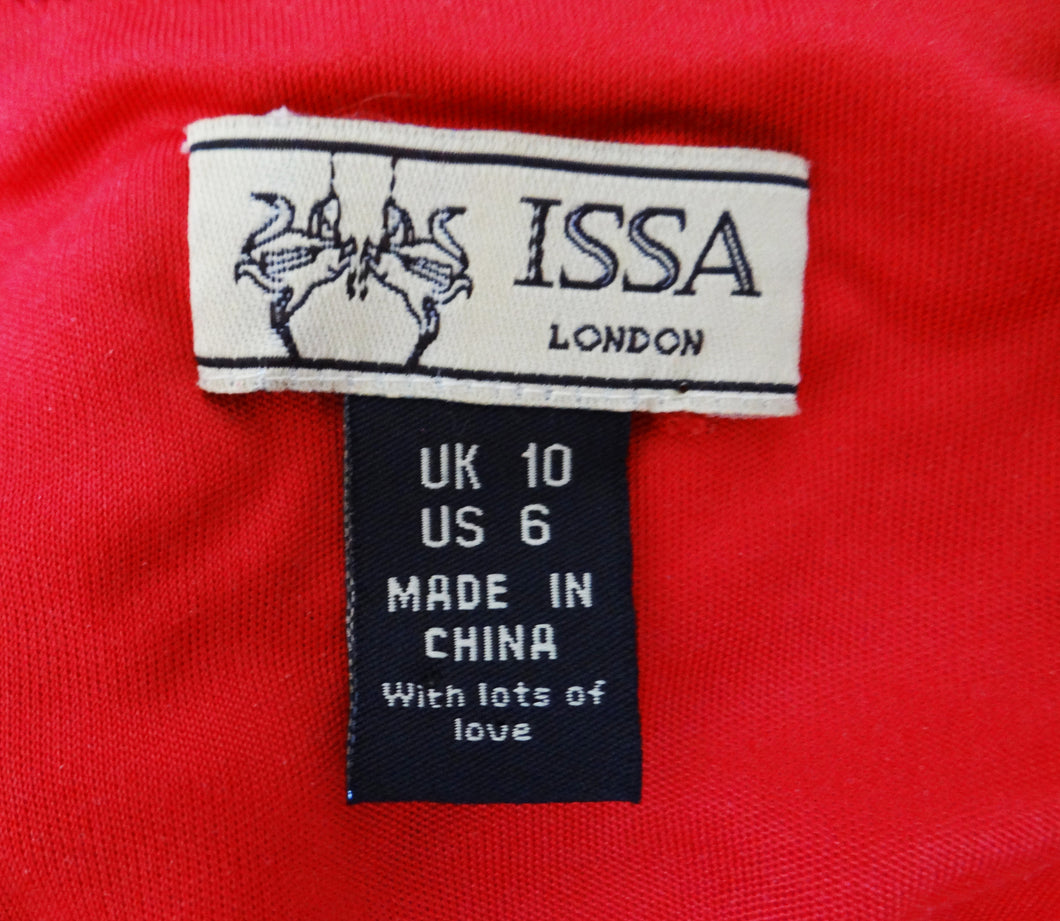 ISSA
LONDON
UK 10
US 6
MADE IN
CHINA
With lots of
love